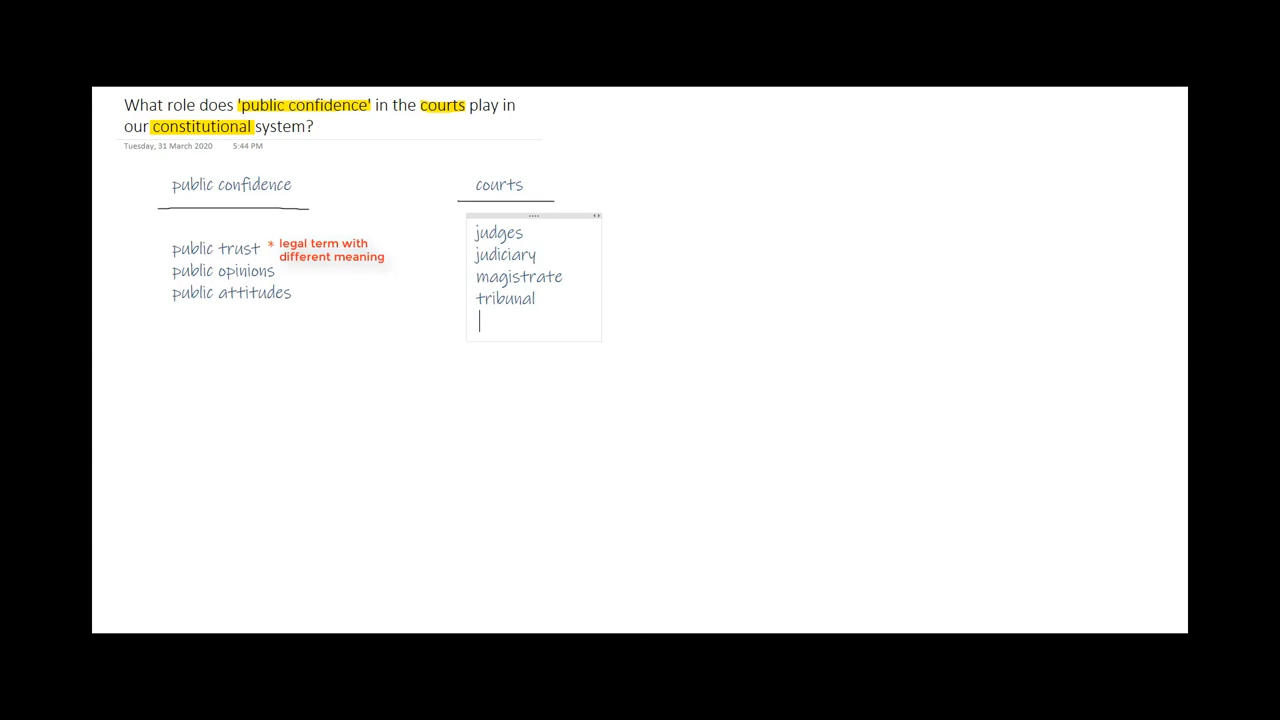 What role does 'public confidence' in the courts play in
our constitutional system?
Tuesday, 31 March 2020 5:44 PM
public confidence
public trust * legal term with
different meaning
public opinions
public attitudes
courts
judges
judiciary
magistrate
tribunal